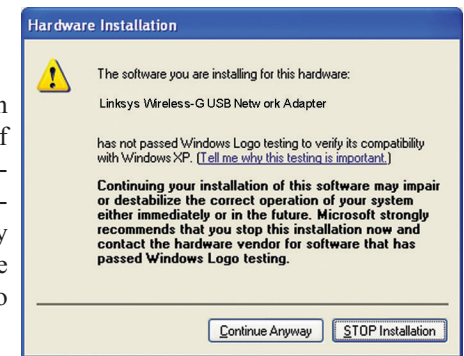 Hardware Installation
The software you are installing for this hardware:
Linksys Wireless-G USB Network Adapter
has not passed Windows Logo testing to verify its compatibility
with Windows XP. (Tell me why this testing is important.)
Continuing your installation of this software may impair
or destabilize the correct operation of your system
either immediately or in the future. Microsoft strongly
recommends that you stop this installation now and
contact the hardware vendor for software that has
passed Windows Logo testing.
Continue Anyway STOP Installation